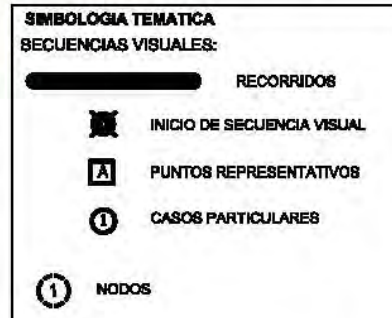 SIMBOLOGIA TEMATICA
SECUENCIAS VISUALES:
RECORRIDOS
INICIO DE SECUENCIA VISUAL
A PUNTOS REPRESENTATIVOS
1 CASOS PARTICULARES
1 NODOS